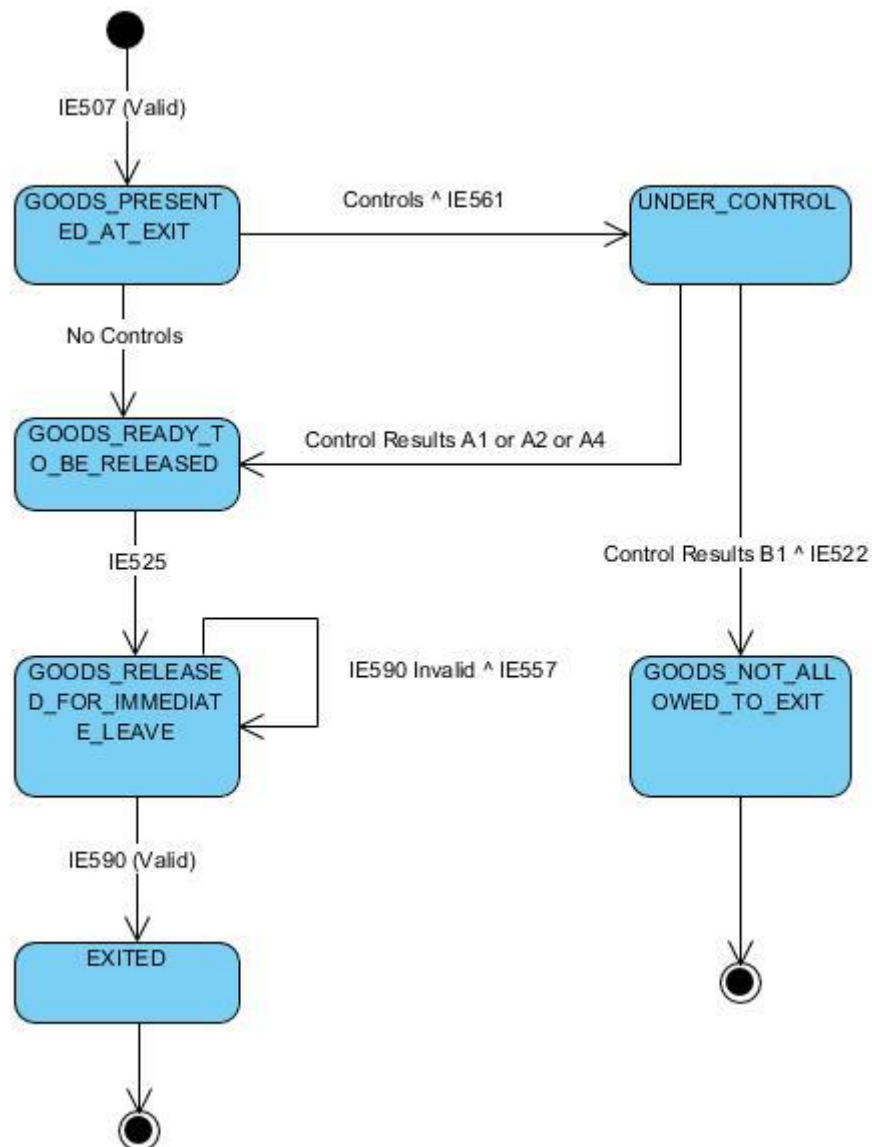 IE507 (Valid)
GOODS_PRESENT
ED_AT_EXIT
Controls ^ IE561
UNDER_CONTROL
No Controls
GOODS_READY_T
O_BE_RELEASED
Control Results A1 or A2 or A4
IE525
Control Results B1 ^ IE522
GOODS_RELEASE
D_FOR_IMMEDIAT
E_LEAVE
IE590 Invalid ^ IE557
GOODS_NOT_ALL
OWED_TO_EXIT
IE590 (Valid)
EXITED